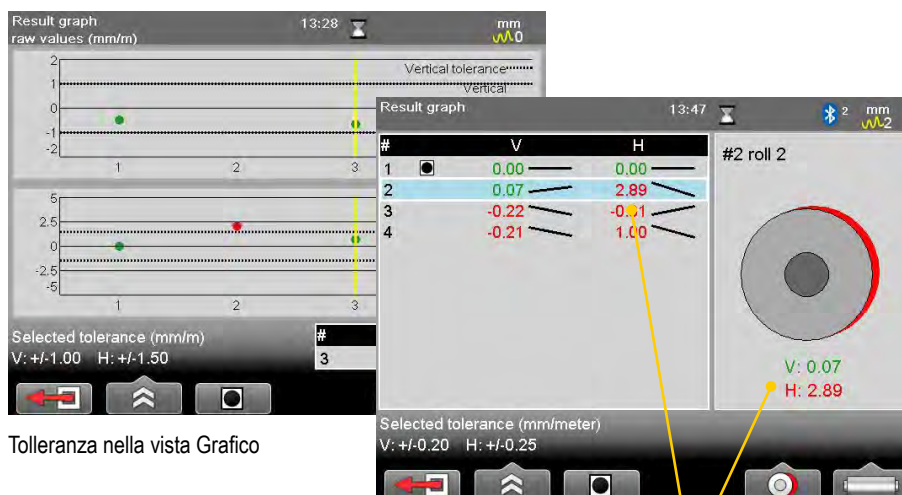 Result graph
raw values (mm/m)
13:28
mm
0
2
1
0
-1
-2
Vertical tolerance
Vertical
1 2 3
5
2.5
0
-2.5
-5
1 2 3
Selected tolerance (mm/m)
V: +/-1.00 H: +/-1.50
#
3
Tolleranza nella vista Grafico
Result graph
13:47
2
mm
2
# V H
1 0.00 0.00
2 0.07 2.89
3 -0.22
4 -0.21 1.00
#2 roll 2
V: 0.07
H: 2.89
Selected tolerance (mm/meter)
V: +/-0.20 H: +/-0.25